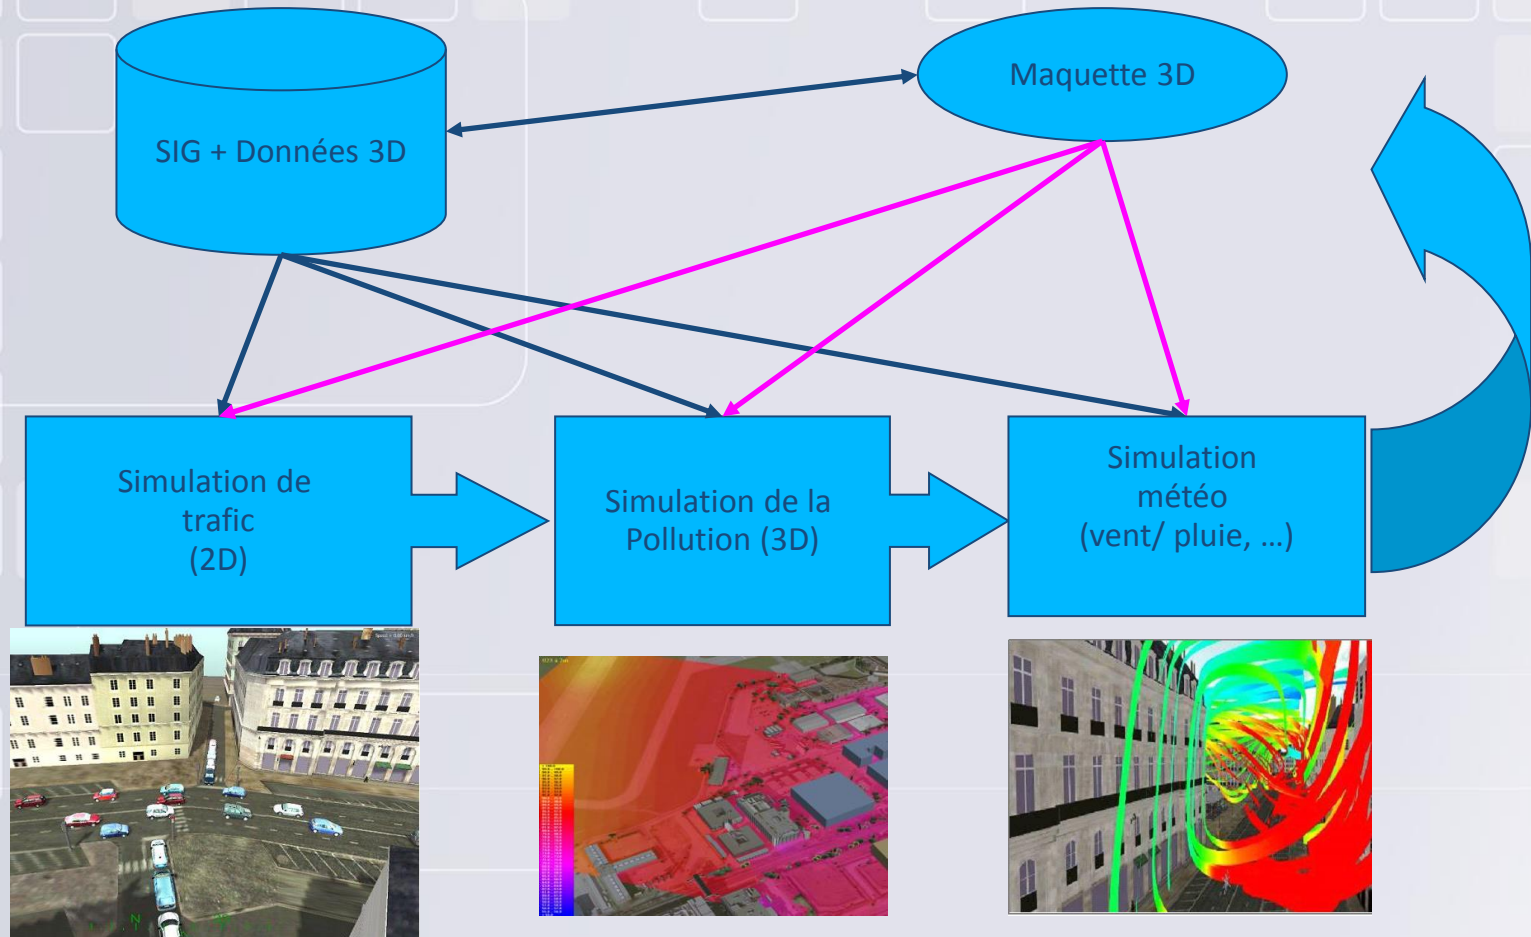 SIG + Données 3D
Maquette 3D
Simulation de
trafic
(2D)
Simulation de la
Pollution (3D)
Simulation
météo
(vent/ pluie, ...)
N